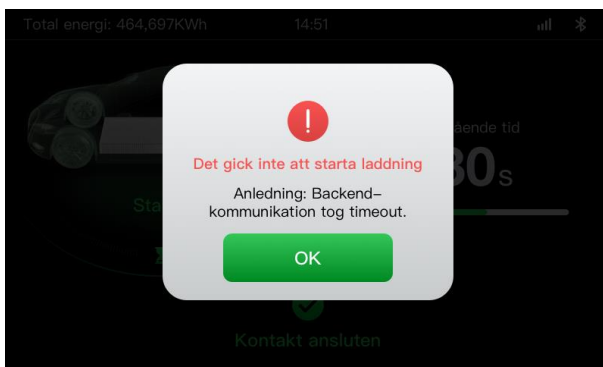 Total energi: 464,697KWh 14:51
Det gick inte att starta laddning
Anledning: Backend-
kommunikation tog timeout.
OK
Kontakt ansluten